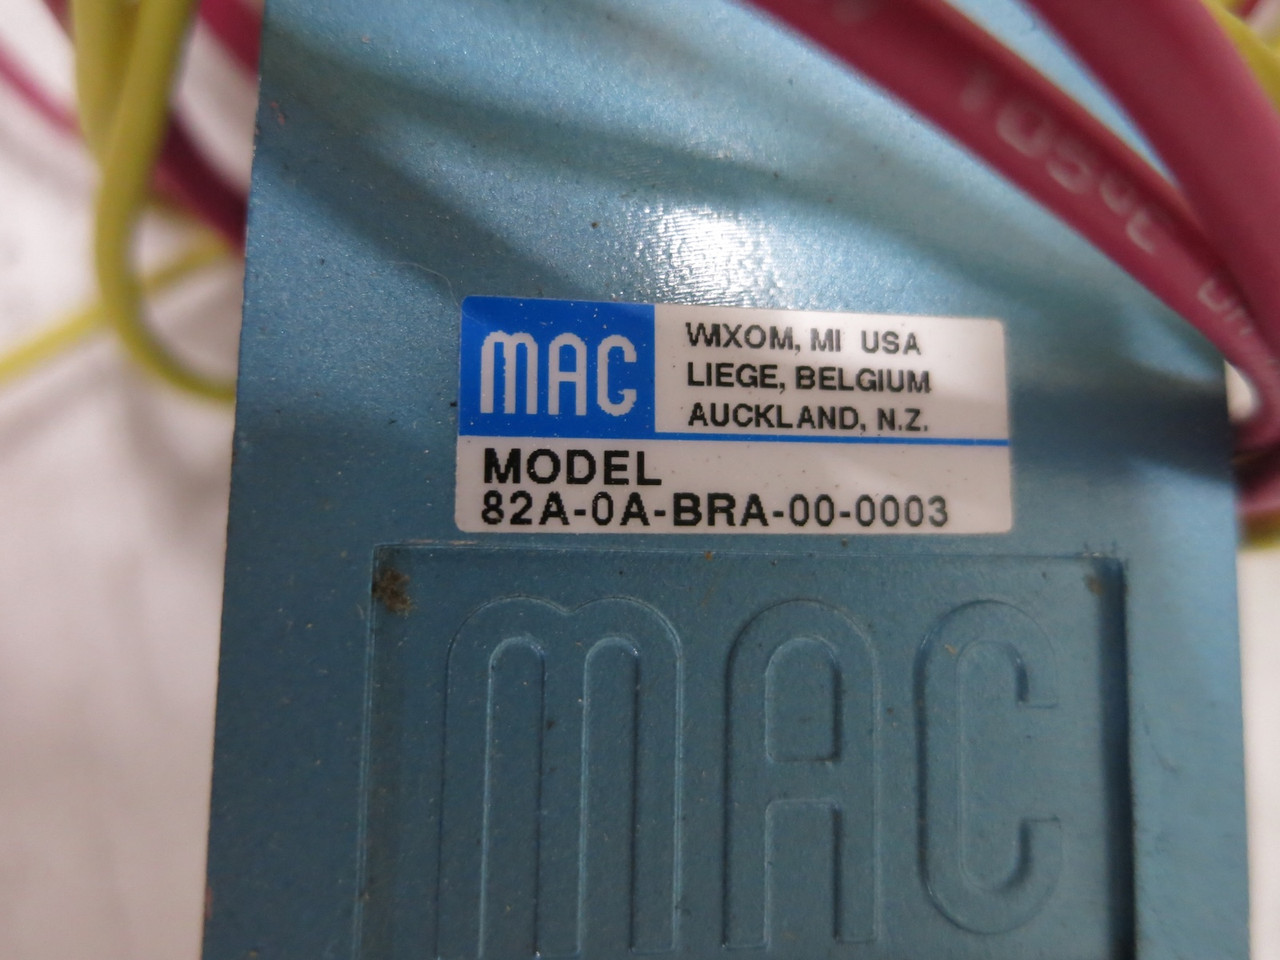 MAC
WIXOM, MI USA
LIEGE, BELGIUM
AUCKLAND, N.Z.
MODEL
82A-0A-BRA-00-0003
MAC